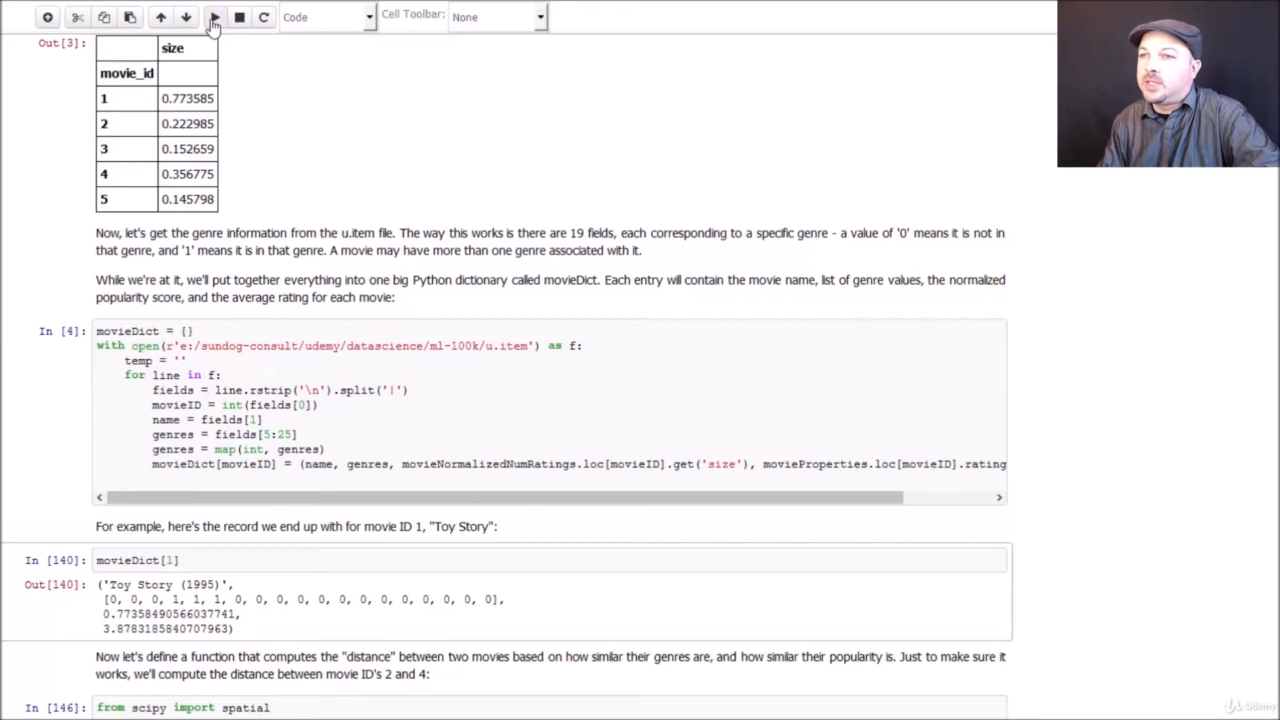 Code
Cell Toolbar:
None
Out[3]:
size
movie_id
1 0.773585
2 0.222985
3 0.152659
4 0.356775
5 0.145798
Now, let's get the genre information from the u.item file. The way this works is there are 19 fields, each corresponding to a specific genre - a value of '0' means it is not in
that genre, and '1' means it is in that genre. A movie may have more than one genre associated with it.
While we're at it, we'll put together everything into one big Python dictionary called movieDict. Each entry will contain the movie name, list of genre values, the normalized
popularity score, and the average rating for each movie:
In [4]: movieDict = {}
with open(r'e:/sundog-consult/udemy/datascience/ml-100k/u.item') as f:
temp = ''
for line in f:
fields = line.rstrip('\n').split('|')
movieID = int(fields[0])
name = fields[1]
genres = fields[5:25]
genres = map(int, genres)
movieDict[movieID] = (name, genres, movieNormalizedNumRatings.loc[movieID].get('size'), movieProperties.loc[movieID].rating
For example, here's the record we end up with for movie ID 1, "Toy Story":
In [140]: movieDict[1]
Out[140]: ('Toy Story (1995)',
[0, 0, 0, 1, 1, 1, 0, 0, 0, 0, 0, 0, 0, 0, 0, 0, 0, 0, 0],
0.77358490566037741,
3.8783185840707963)
Now let's define a function that computes the "distance" between two movies based on how similar their genres are, and how similar their popularity is. Just to make sure it
works, we'll compute the distance between movie ID's 2 and 4:
In [146]: from scipy import spatial
Udemy